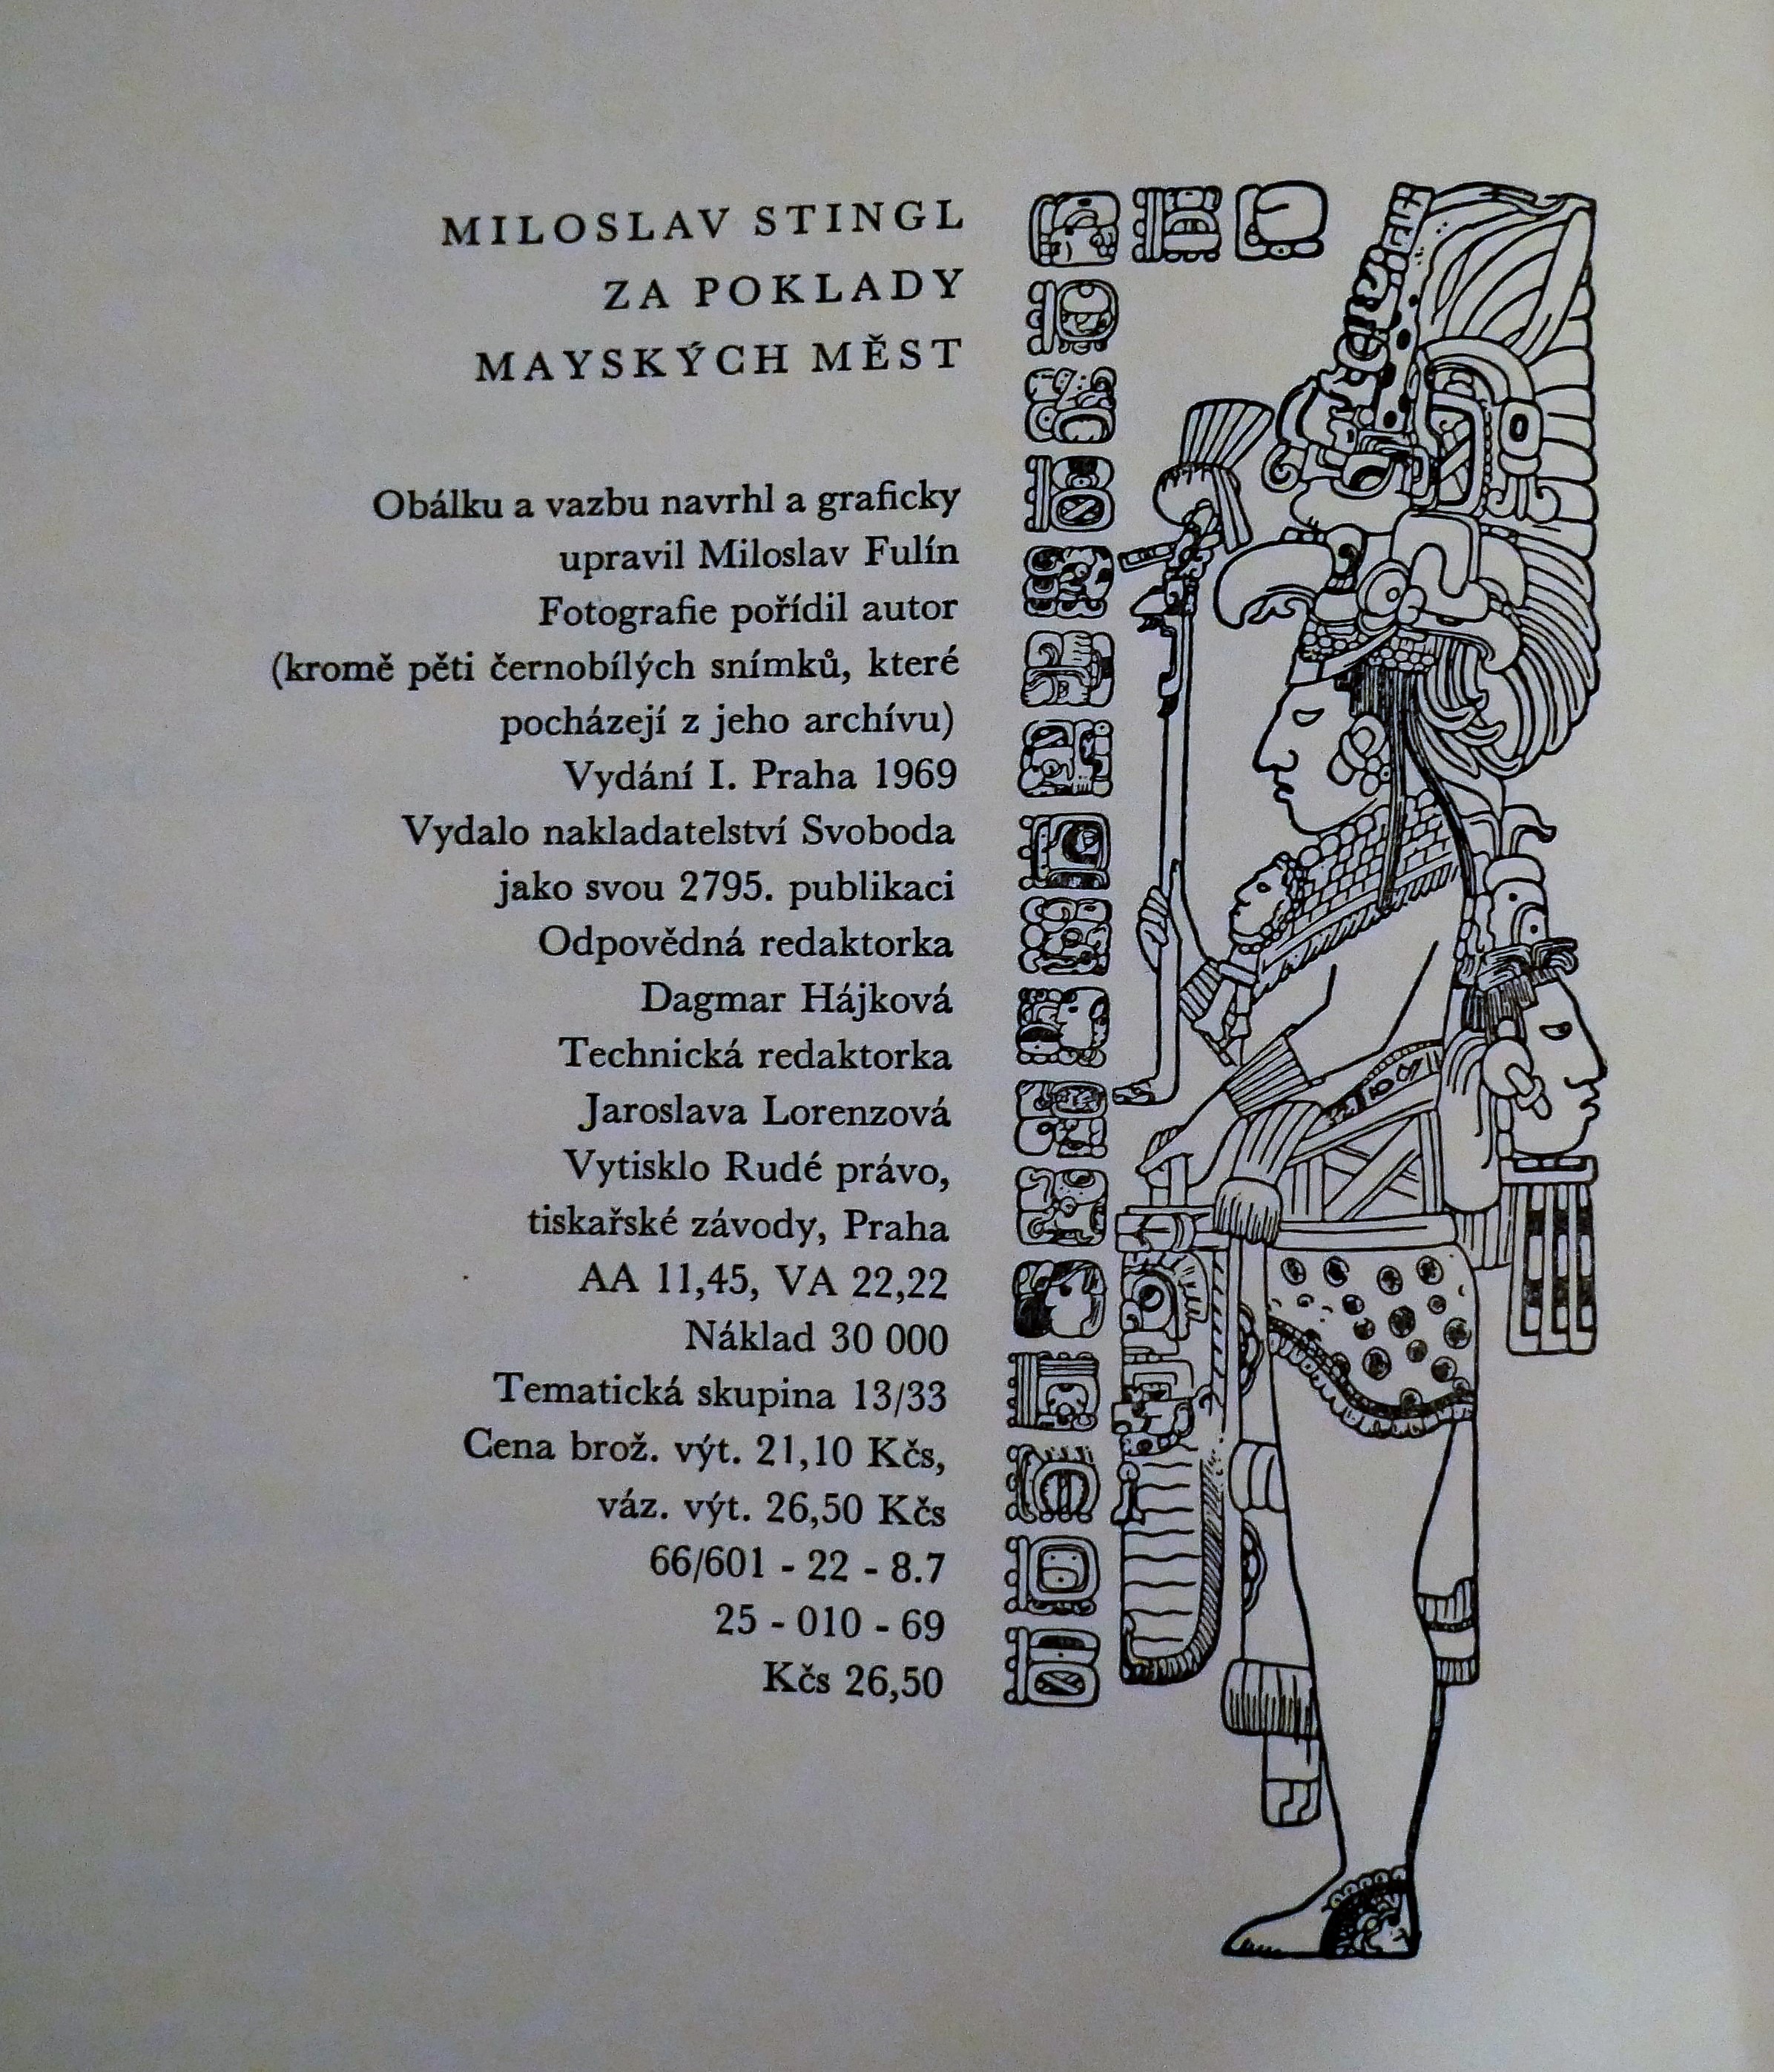 MILOSLAV STINGL
ZA POKLADY
MAYSKÝCH MĚST
Obálku a vazbu navrhl a graficky
upravil Miloslav Fulín
Fotografie pořídil autor
(kromě pěti černobílých snímků, které
pocházejí z jeho archívu)
Vydání I. Praha 1969
Vydalo nakladatelství Svoboda
jako svou 2795. publikaci
Odpovědná redaktorka
Dagmar Hájková
Technická redaktorka
Jaroslava Lorenzová
Vytisklo Rudé právo,
tiskařské závody, Praha
AA 11,45, VA 22,22
Náklad 30 000
Tematická skupina 13/33
Cena brož. výt. 21,10 Kčs,
váz. výt. 26,50 Kčs
66/601 - 22 - 8.7
25 - 010 - 69
Kčs 26,50